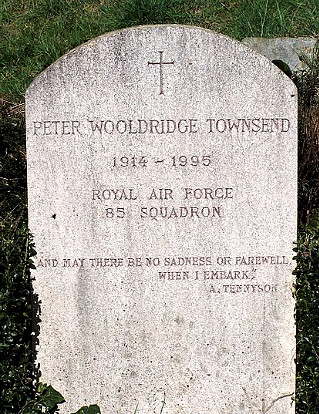 PETER WOOLDRIDGE TOWNSEND
1914 - 1995
ROYAL AIR FORCE
85 SQUADRON
"AND MAY THERE BE NO SADNESS OR FAREWELL,
WHEN I EMBARK,"
A. TENNYSON